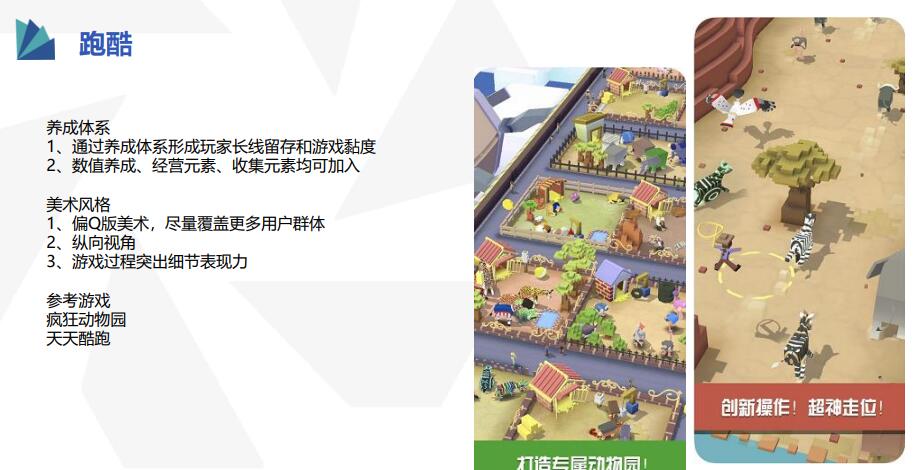 跑酷
养成体系
1、通过养成体系形成玩家长线留存和游戏黏度
2、数值养成、经营元素、收集元素均可加入
美术风格
1、偏Q版美术，尽量覆盖更多用户群体
2、纵向视角
3、游戏过程突出细节表现力
参考游戏
疯狂动物园
天天酷跑
打造专属动物园！
创新操作！超神走位！